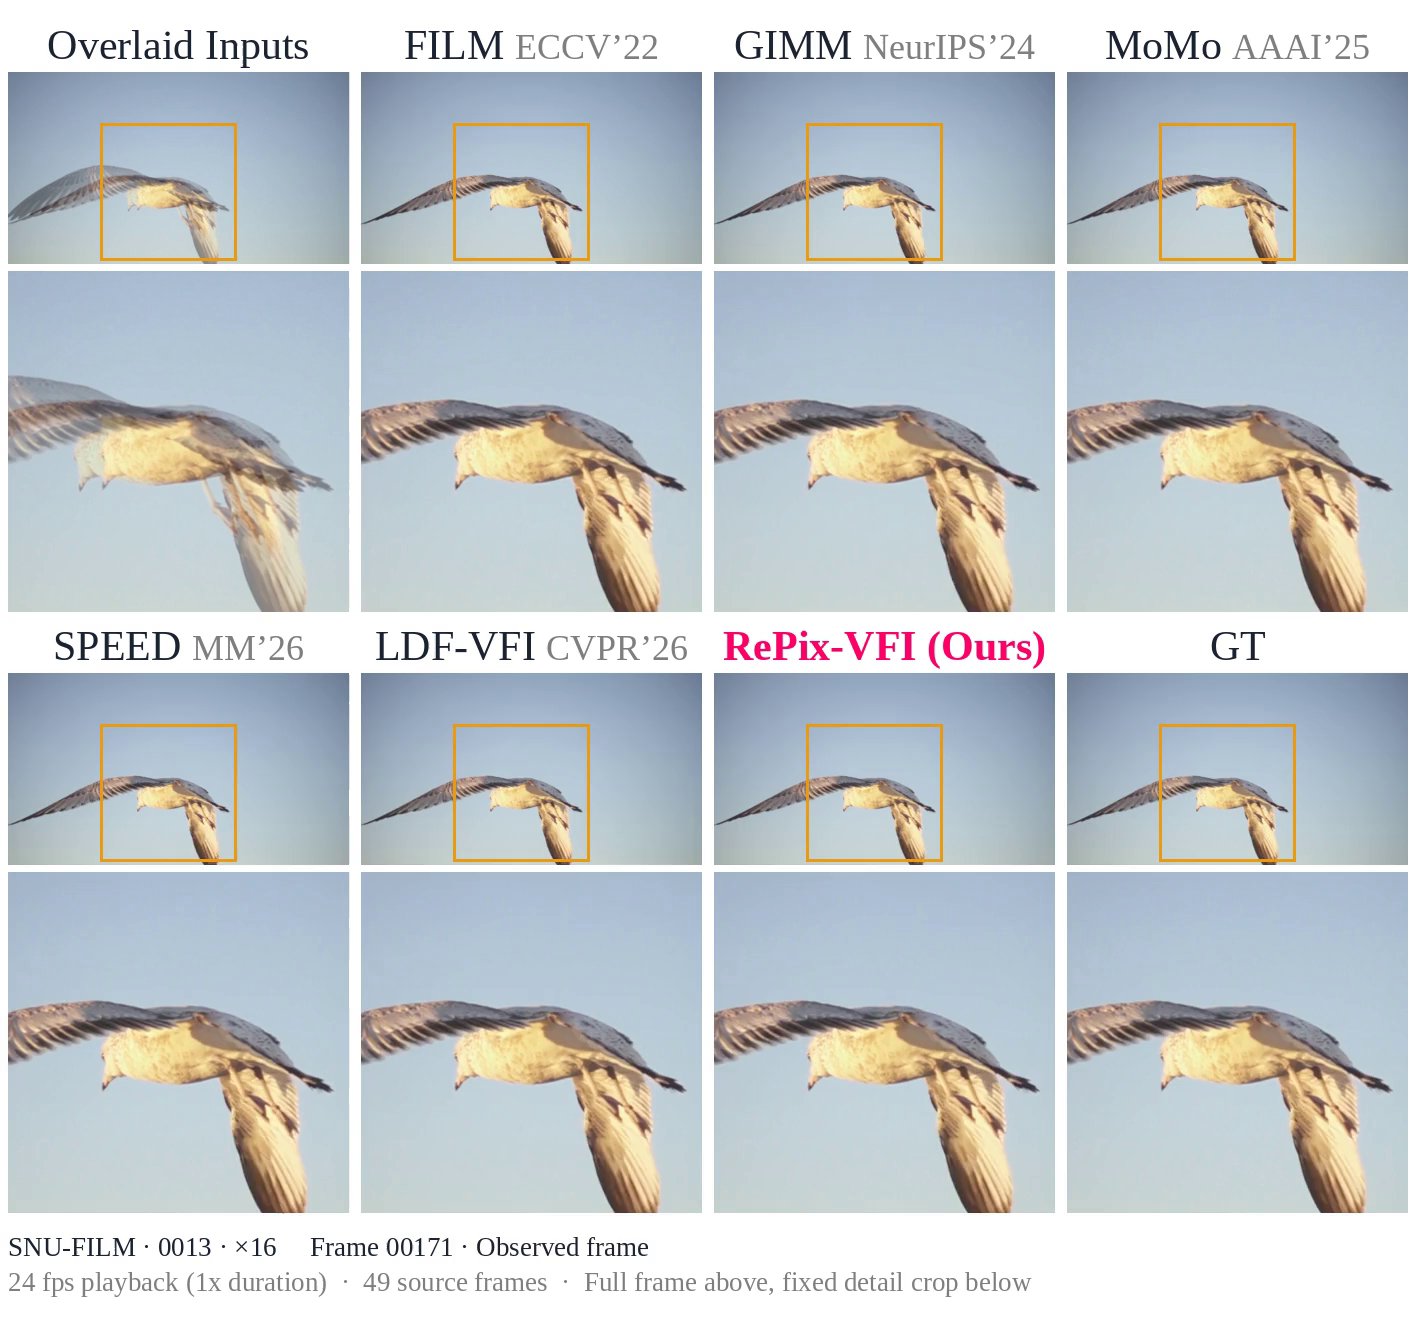 Overlaid Inputs
FILM ECCV’22
GIMM NeurIPS’24
MoMo AAAI’25
SPEED MM’26
LDF-VFI CVPR’26
RePix-VFI (Ours)
GT
SNU-FILM · 0013 · ×16 Frame 00171 · Observed frame
24 fps playback (1x duration) · 49 source frames · Full frame above, fixed detail crop below